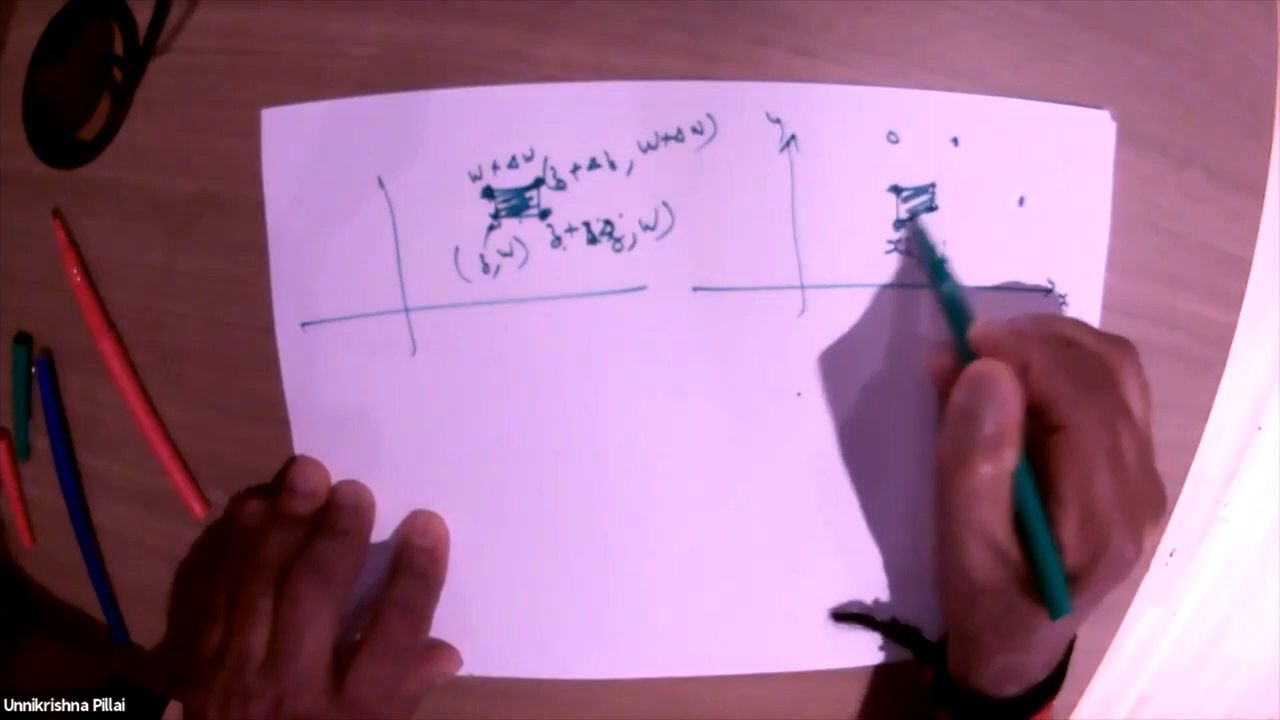 w + Δw (z + Δz, w + Δw)
(z, w) z + Δz, w)
y
x
x
Unnikrishna Pillai